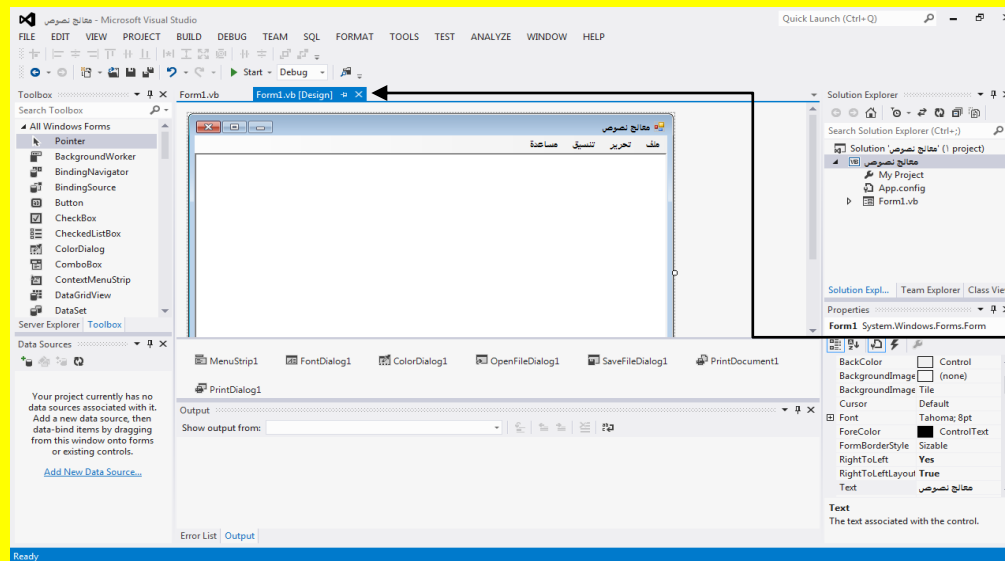 معالج نصوص - Microsoft Visual Studio
Quick Launch (Ctrl+Q)
FILE EDIT VIEW PROJECT BUILD DEBUG TEAM SQL FORMAT TOOLS TEST ANALYZE WINDOW HELP
Start - Debug
Toolbox
Search Toolbox
All Windows Forms
Pointer
BackgroundWorker
BindingNavigator
BindingSource
Button
CheckBox
CheckedListBox
ColorDialog
ComboBox
ContextMenuStrip
DataGridView
DataSet
Server Explorer Toolbox
Data Sources
Your project currently has no
data sources associated with it.
Add a new data source, then
data-bind items by dragging
from this window onto forms
or existing controls.
Add New Data Source...
Form1.vb Form1.vb [Design]
معالج نصوص
ملف تحرير تنسيق مساعدة
MenuStrip1 FontDialog1 ColorDialog1 OpenFileDialog1 SaveFileDialog1 PrintDocument1
PrintDialog1
Output
Show output from:
Error List Output
Solution Explorer
Search Solution Explorer (Ctrl+;)
Solution 'معالج نصوص' (١ project)
معالج نصوص
My Project
App.config
Form1.vb
Solution Expl... Team Explorer Class Vie
Properties
Form1 System.Windows.Forms.Form
BackColor Control
BackgroundImage (none)
BackgroundImage Tile
Cursor Default
Font Tahoma; 8pt
ForeColor ControlText
FormBorderStyle Sizable
RightToLeft Yes
RightToLeftLayout True
Text معالج نصوص
Text
The text associated with the control.
Ready